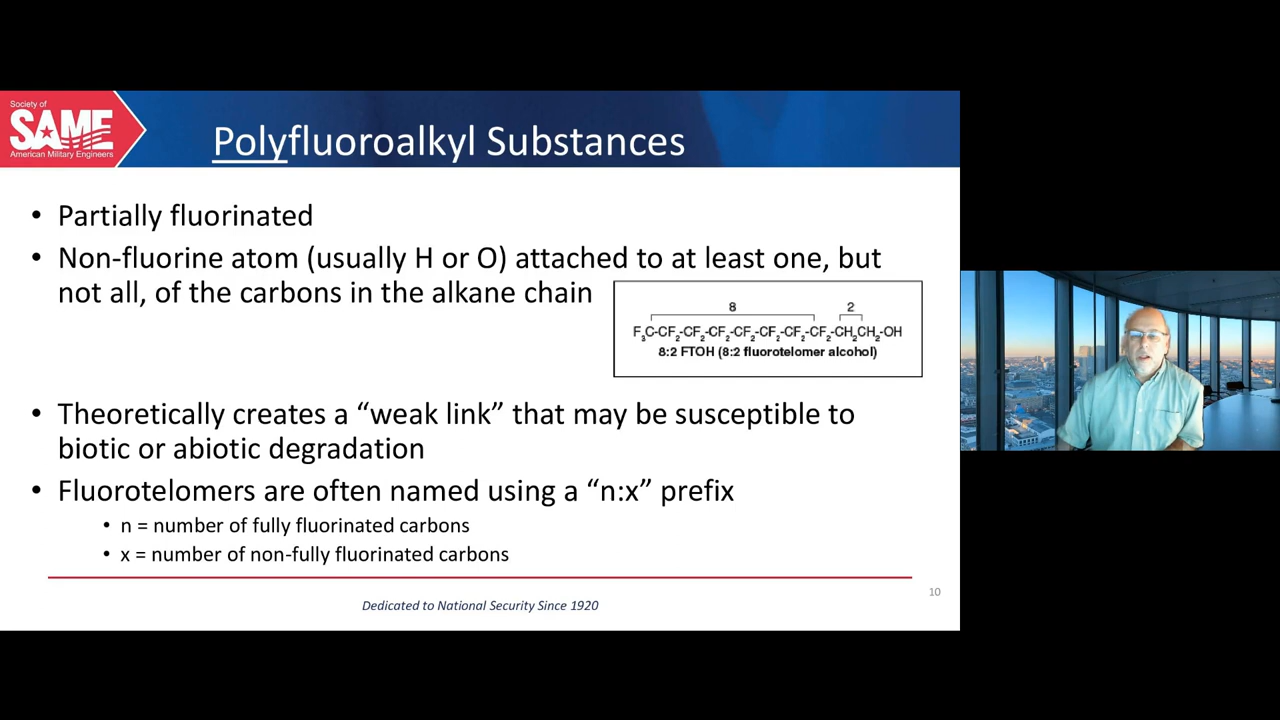 Society of
SAME
American Military Engineers
Polyfluoroalkyl Substances
• Partially fluorinated
• Non-fluorine atom (usually H or O) attached to at least one, but
not all, of the carbons in the alkane chain
8 2
F₃C-CF₂-CF₂-CF₂-CF₂-CF₂-CF₂-CF₂-CH₂CH₂-OH
8:2 FTOH (8:2 fluorotelomer alcohol)
• Theoretically creates a “weak link” that may be susceptible to
biotic or abiotic degradation
• Fluorotelomers are often named using a “n:x” prefix
• n = number of fully fluorinated carbons
• x = number of non-fully fluorinated carbons
Dedicated to National Security Since 1920
10